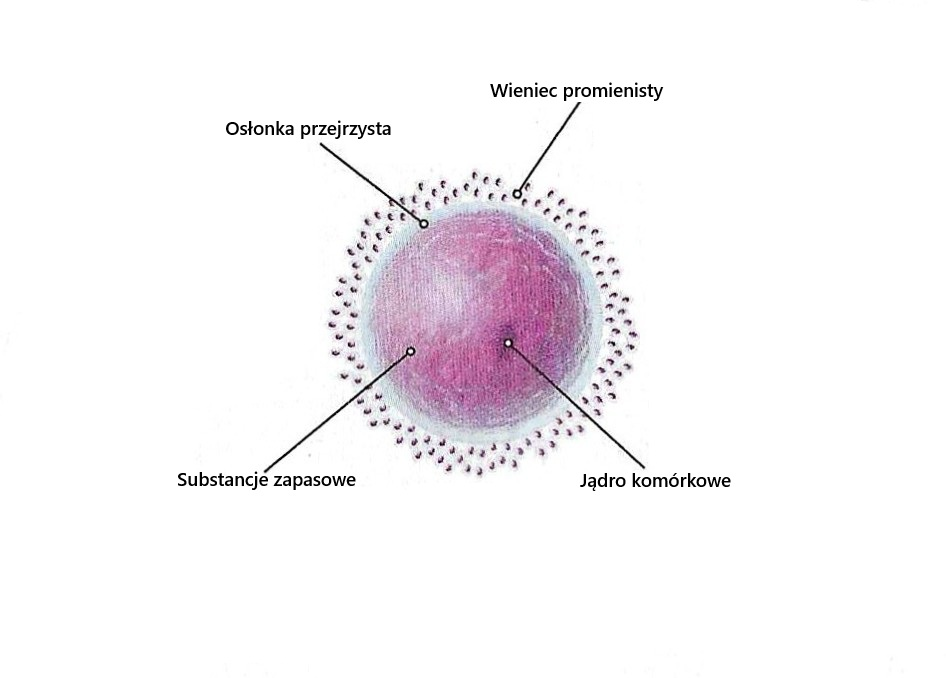 Wieniec promienisty
Osłonka przejrzysta
Substancje zapasowe
Jądro komórkowe